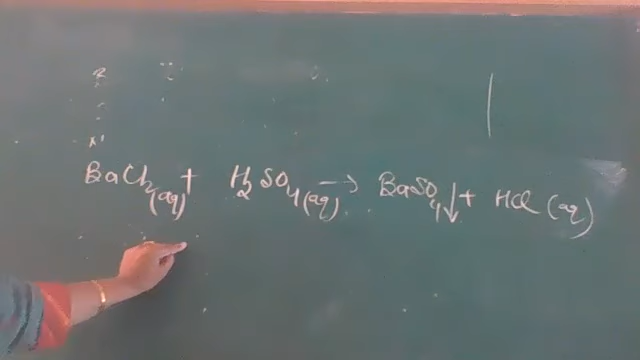 BaCl₂(aq) + H₂SO₄(aq) → BaSO₄↓ + HCl(aq)